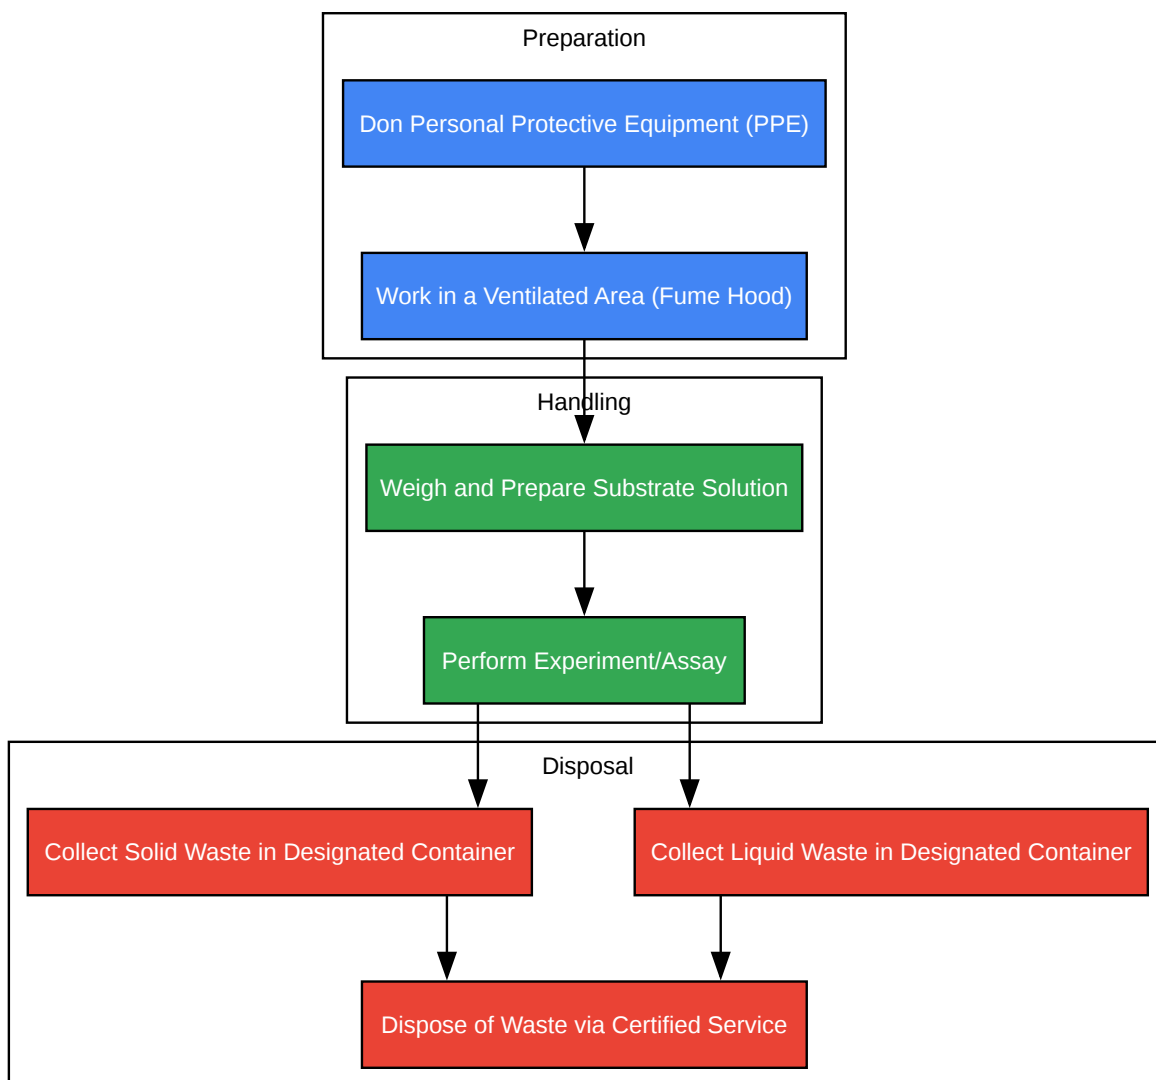 Preparation
Don Personal Protective Equipment (PPE)
Work in a Ventilated Area (Fume Hood)
Handling
Weigh and Prepare Substrate Solution
Perform Experiment/Assay
Disposal
Collect Solid Waste in Designated Container
Collect Liquid Waste in Designated Container
Dispose of Waste via Certified Service